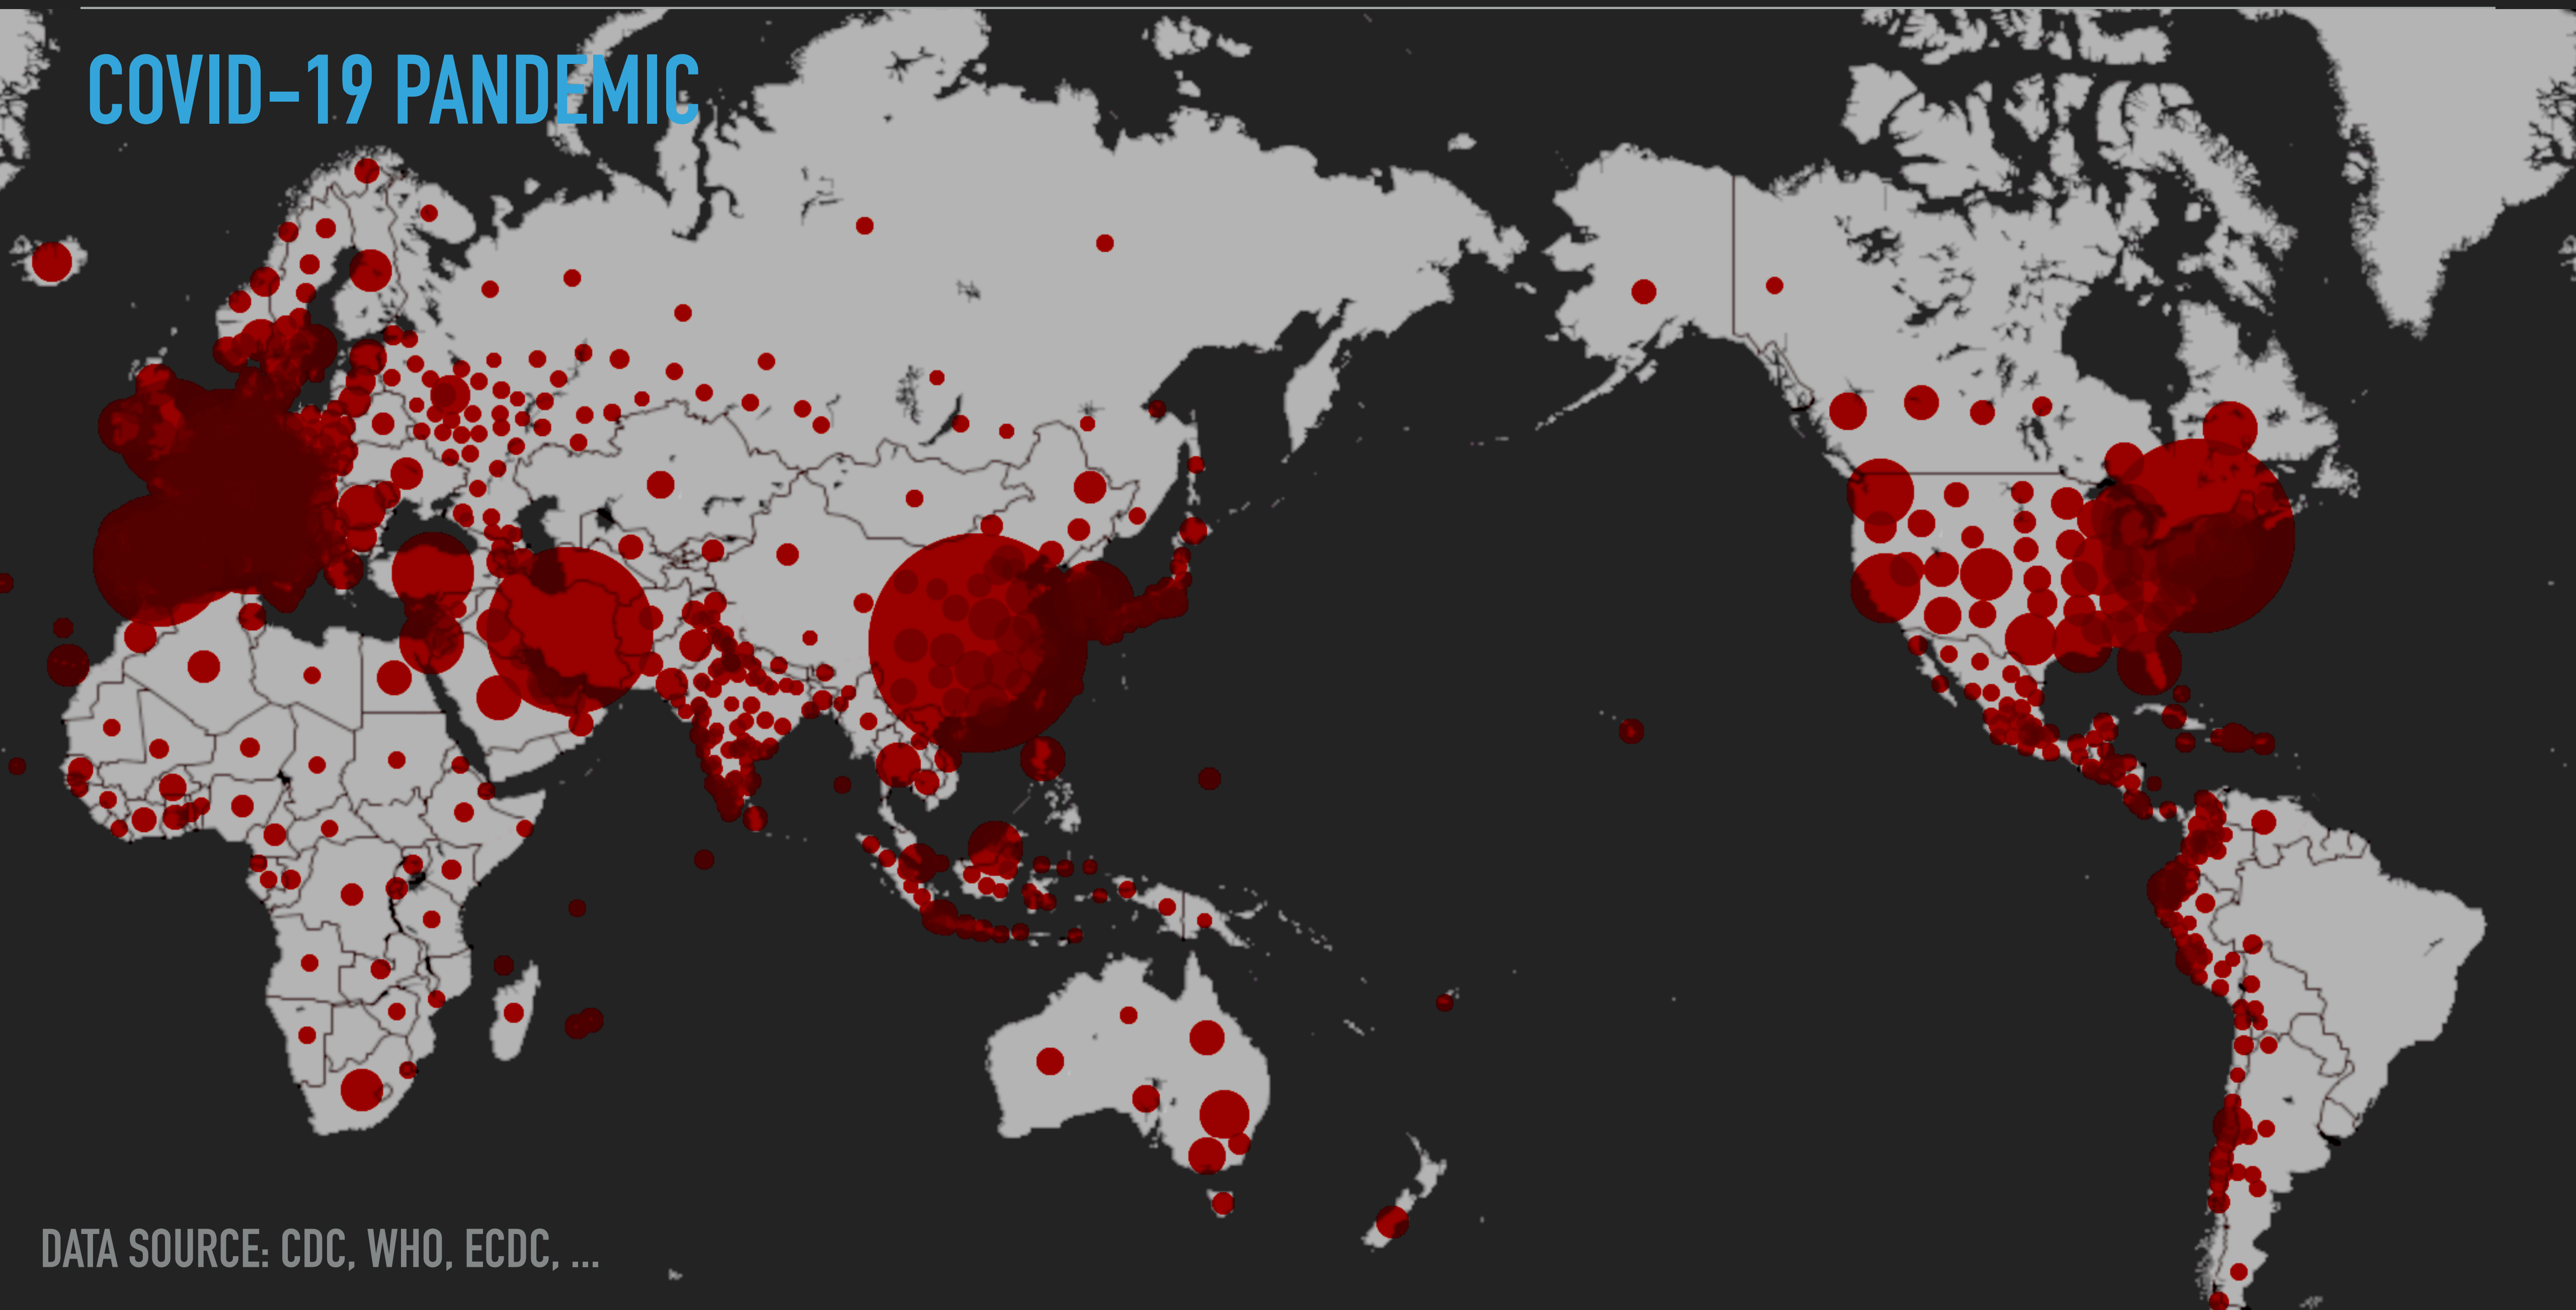 COVID-19 PANDEMIC
DATA SOURCE: CDC, WHO, ECDC, ...